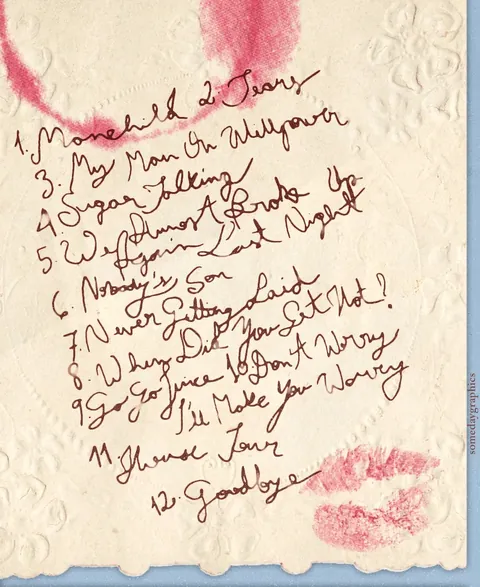 1. Manchild 2. Tears
3. My Man On Willpower
4. Sugar Talking
5. We Almost Broke Up
Again Last Night
6. Nobody's Son
7. Never Getting Laid
8. When Did You Get Hot?
9 Go Go Juice 10 Don't Worry
I'll Make You Worry
11. House Tour
12. Goodbye
somedaygraphics